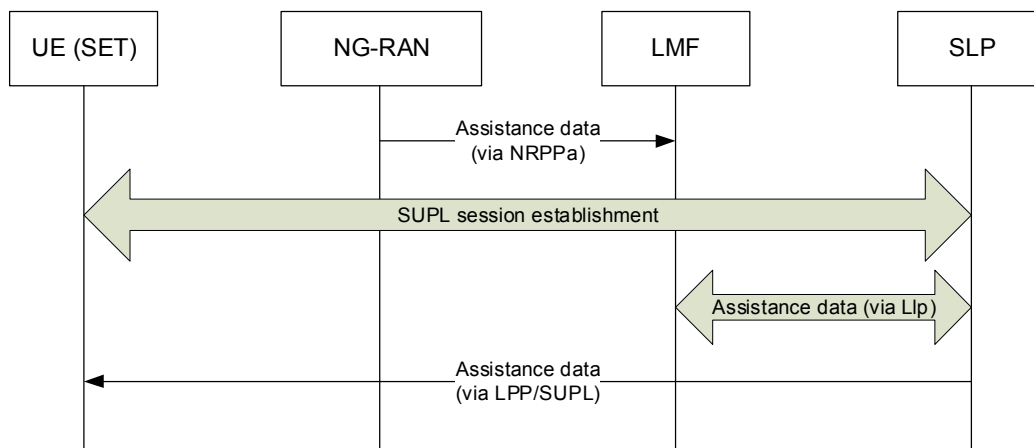 UE (SET)
NG-RAN
LMF
SLP
Assistance data
(via NRPPa)
SUPL session establishment
Assistance data (via Llp)
Assistance data
(via LPP/SUPL)